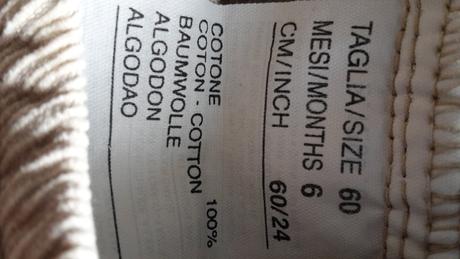 TAGLIA/SIZE 60
MESI/MONTHS 6
CM/INCH 60/24
COTONE
COTON - COTTON 100%
BAUMWOLLE
ALGODON
ALGODAO